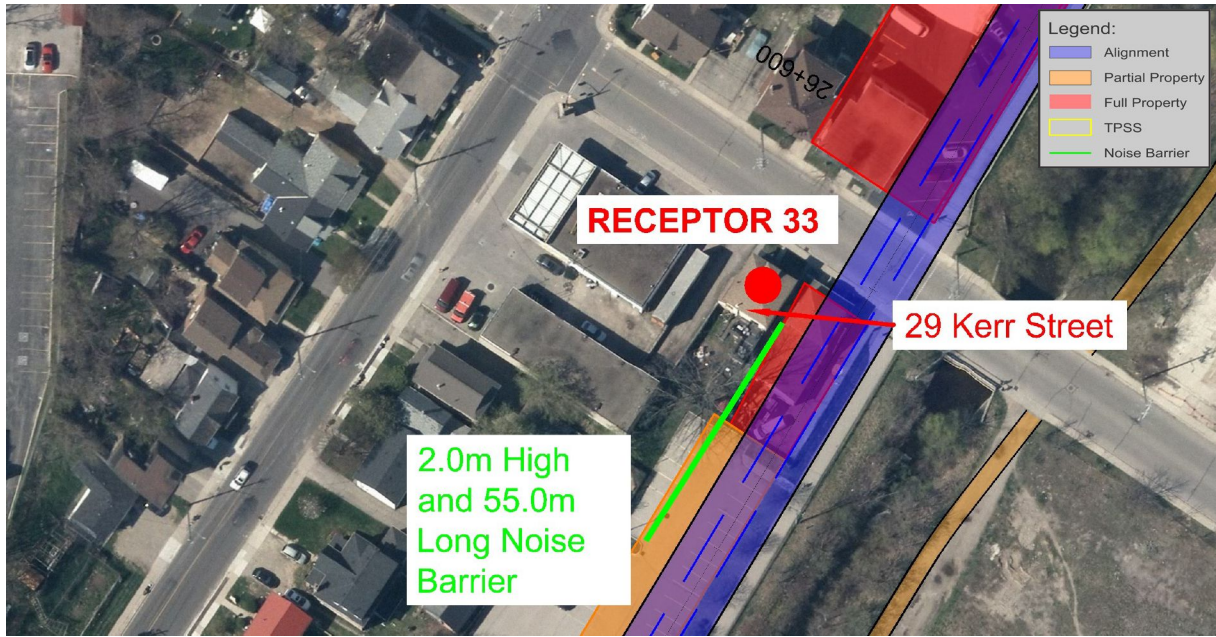 Legend:
Alignment
Partial Property
Full Property
TPSS
Noise Barrier
26+600
RECEPTOR 33
29 Kerr Street
2.0m High
and 55.0m
Long Noise
Barrier